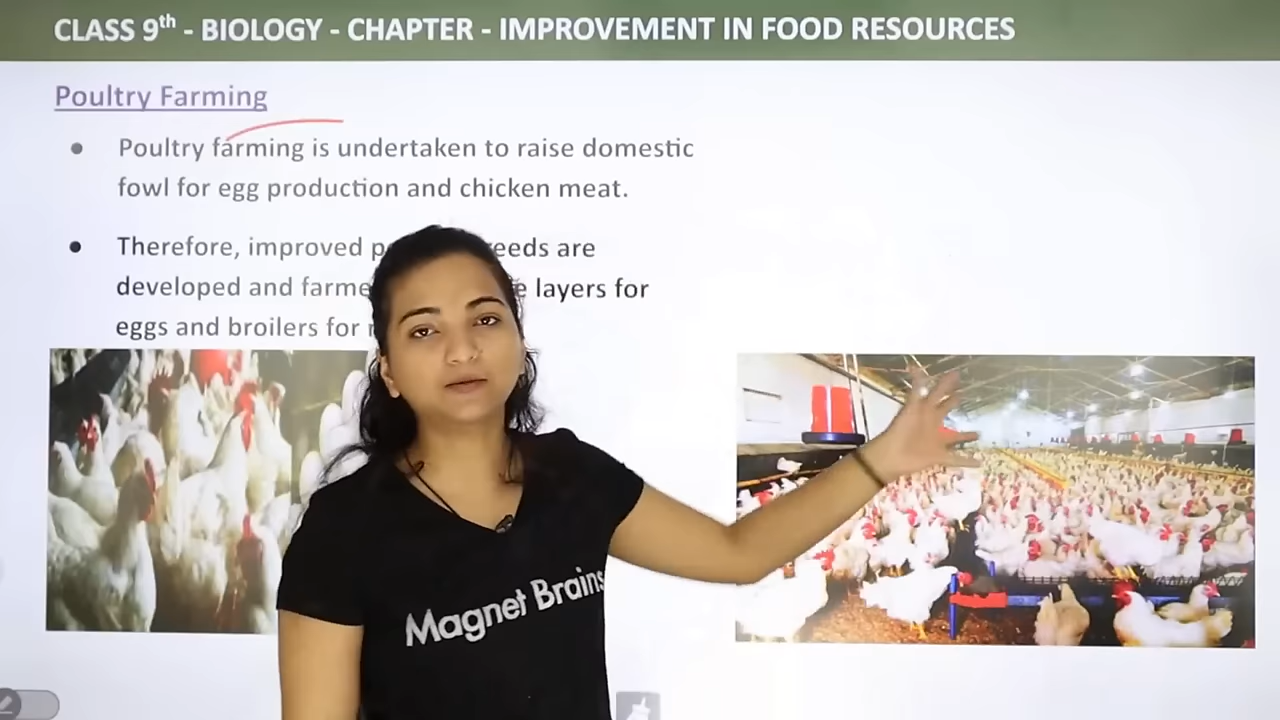 CLASS 9th - BIOLOGY - CHAPTER - IMPROVEMENT IN FOOD RESOURCES
Poultry Farming
• Poultry farming is undertaken to raise domestic
fowl for egg production and chicken meat.
• Therefore, improved reeds are
developed and farme layers for
eggs and broilers for
Magnet Brains